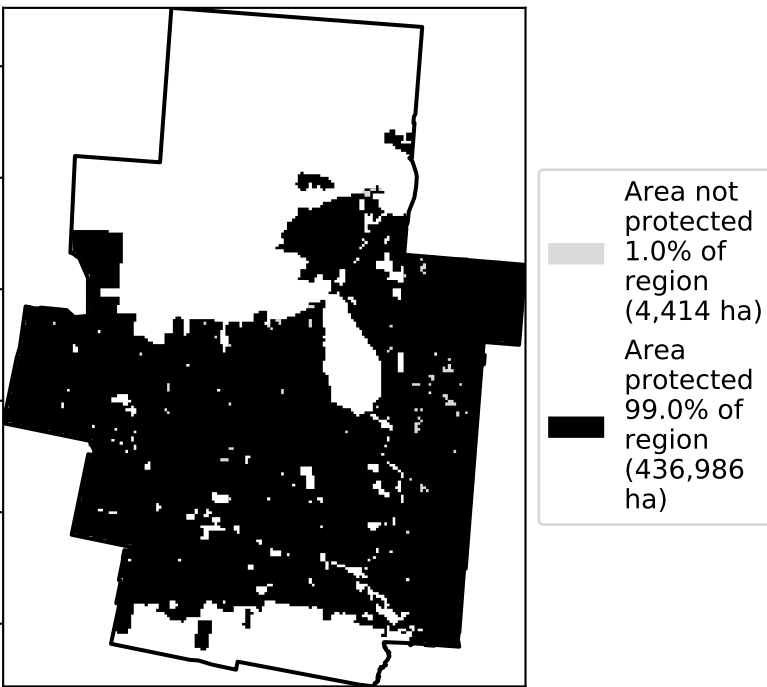 Area not
protected
1.0% of
region
(4,414 ha)
Area
protected
99.0% of
region
(436,986
ha)